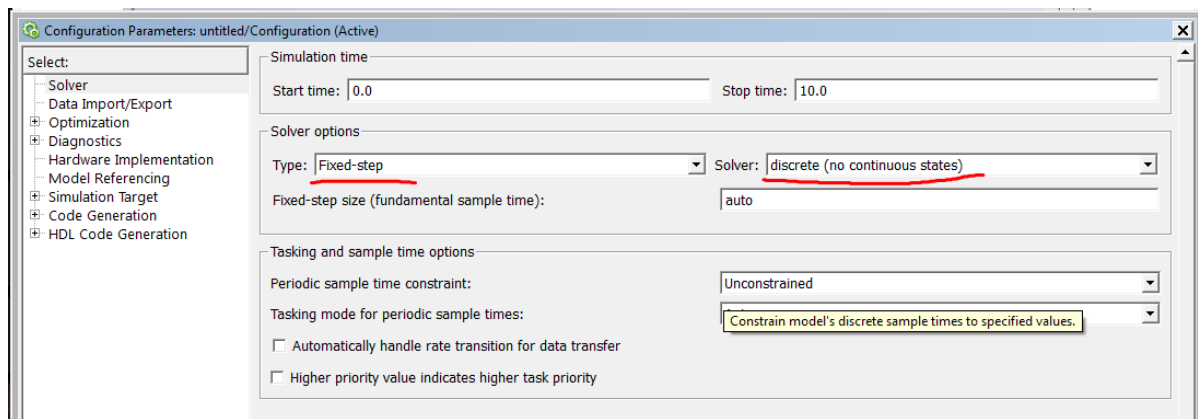 Configuration Parameters: untitled/Configuration (Active)
Select:
Solver
Data Import/Export
Optimization
Diagnostics
Hardware Implementation
Model Referencing
Simulation Target
Code Generation
HDL Code Generation
Simulation time
Start time: 0.0 Stop time: 10.0
Solver options
Type: Fixed-step Solver: discrete (no continuous states)
Fixed-step size (fundamental sample time): auto
Tasking and sample time options
Periodic sample time constraint: Unconstrained
Tasking mode for periodic sample times:
Constrain model's discrete sample times to specified values.
Automatically handle rate transition for data transfer
Higher priority value indicates higher task priority